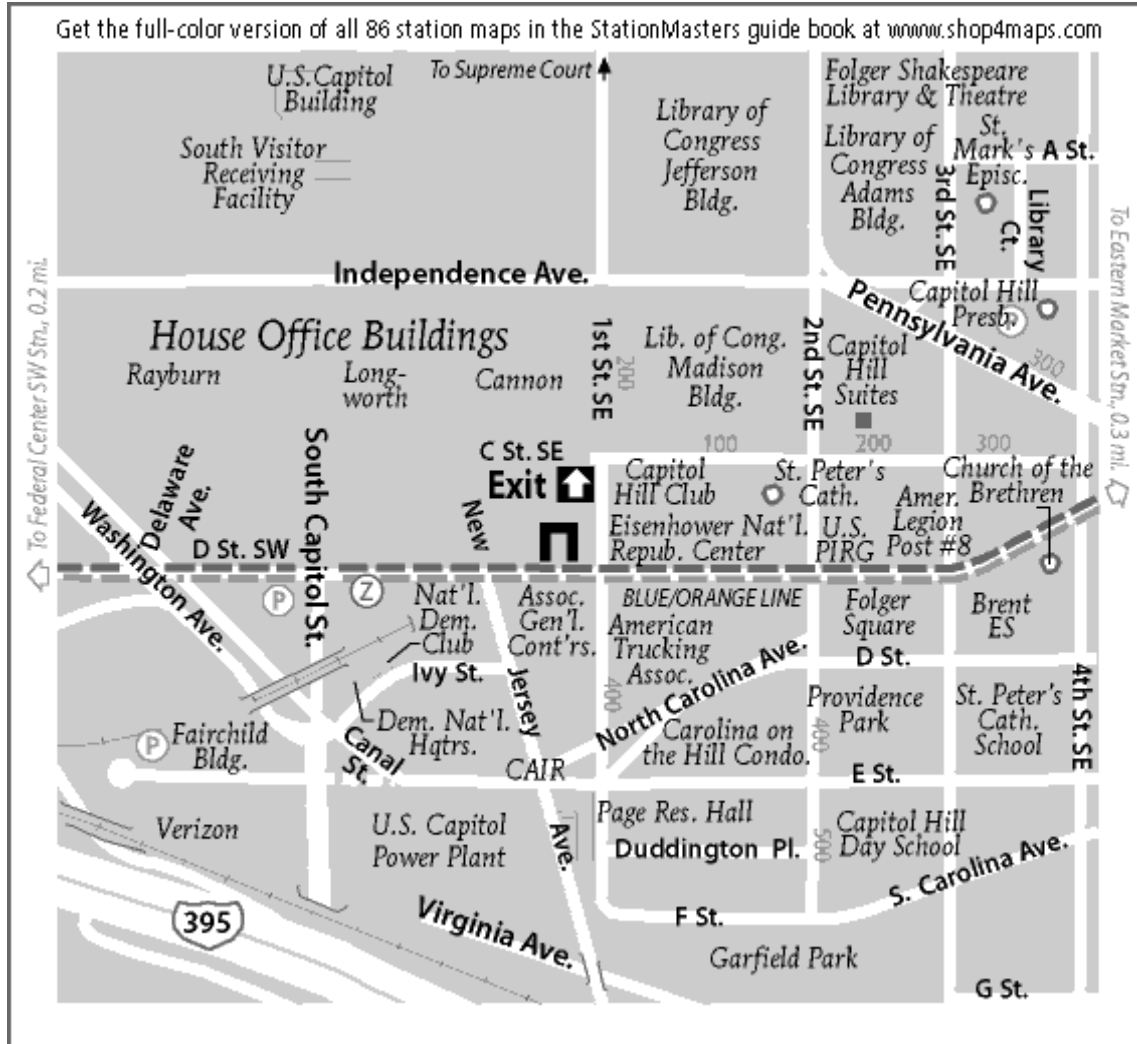 Get the full-color version of all 86 station maps in the StationMasters guide book at www.shop4maps.com
To Supreme Court
U.S.Capitol
Building
South Visitor
Receiving
Facility
Library of
Congress
Jefferson
Bldg.
Folger Shakespeare
Library & Theatre
Library of
Congress
Adams
Bldg.
St.
Mark's
Episc.
A St.
3rd St. SE
Library
Ct.
To Eastern Market Stn., 0.3 mi.
To Federal Center SW Stn., 0.2 mi.
Independence Ave.
Pennsylvania Ave.
Capitol Hill
Presb.
P
300
House Office Buildings
Rayburn
Long-
worth
Cannon
1st St. SE
200
Lib. of Cong.
Madison
Bldg.
2nd St. SE
Capitol
Hill
Suites
100
200
300
C St. SE
Exit
Capitol
Hill Club
St. Peter's
Cath.
Church of the
Brethren
Amer.
Legion
Post #8
Eisenhower Nat'l.
Repub. Center
U.S.
PIRG
Delaware
Ave.
Washington Ave.
South Capitol St.
D St. SW
New
Jersey
Ave.
P
Z
Nat'l.
Dem.
Club
Assoc.
Gen'l.
Cont'rs.
BLUE/ORANGE LINE
American
Trucking
Assoc.
400
Folger
Square
Brent
ES
D St.
Ivy St.
North Carolina Ave.
Providence
Park
400
St. Peter's
Cath.
School
4th St. SE
P
Fairchild
Bldg.
Dem. Nat'l.
Hqtrs.
Canal
St.
CAIR
Carolina on
the Hill Condo.
E St.
Verizon
U.S. Capitol
Power Plant
Page Res. Hall
Duddington Pl.
500
Capitol Hill
Day School
S. Carolina Ave.
395
Virginia Ave.
F St.
Garfield Park
G St.